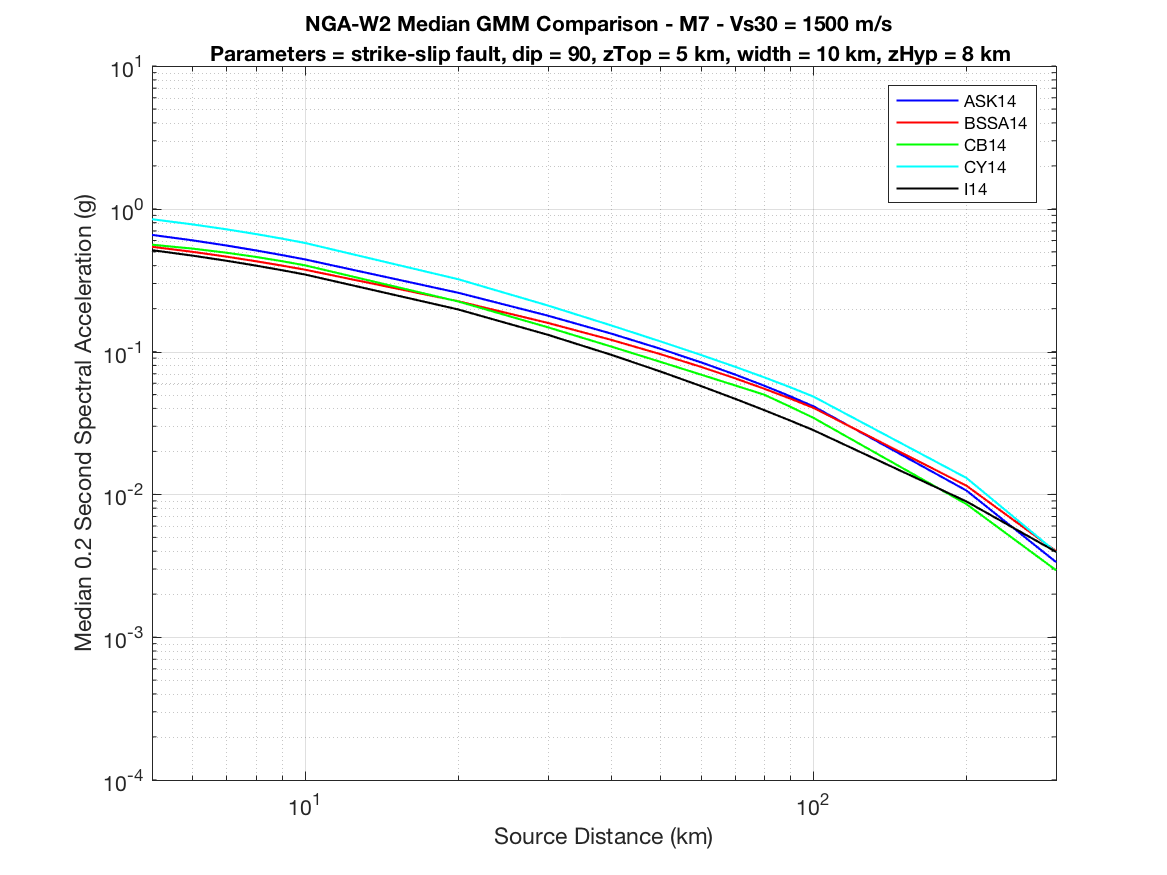 NGA-W2 Median GMM Comparison - M7 - Vs30 = 1500 m/s
Parameters = strike-slip fault, dip = 90, zTop = 5 km, width = 10 km, zHyp = 8 km
ASK14
BSSA14
CB14
CY14
I14
Median 0.2 Second Spectral Acceleration (g)
10^1
10^0
10^-1
10^-2
10^-3
10^-4
10^1 10^2
Source Distance (km)